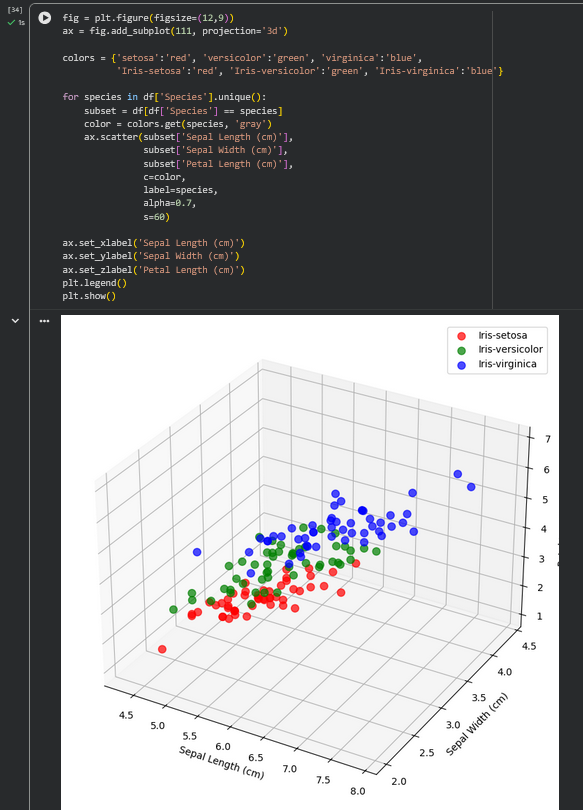 [34]
✓ 1s
fig = plt.figure(figsize=(12,9))
ax = fig.add_subplot(111, projection='3d')
colors = {'setosa':'red', 'versicolor':'green', 'virginica':'blue',
'Iris-setosa':'red', 'Iris-versicolor':'green', 'Iris-virginica':'blue'}
for species in df['Species'].unique():
subset = df[df['Species'] == species]
color = colors.get(species, 'gray')
ax.scatter(subset['Sepal Length (cm)'],
subset['Sepal Width (cm)'],
subset['Petal Length (cm)'],
c=color,
label=species,
alpha=0.7,
s=60)
ax.set_xlabel('Sepal Length (cm)')
ax.set_ylabel('Sepal Width (cm)')
ax.set_zlabel('Petal Length (cm)')
plt.legend()
plt.show()
Iris-setosa
Iris-versicolor
Iris-virginica
7
6
5
4
3
2
1
4.5
4.0
3.5
3.0
2.5
2.0
Sepal Width (cm)
4.5
5.0
5.5
6.0
6.5
7.0
7.5
8.0
Sepal Length (cm)